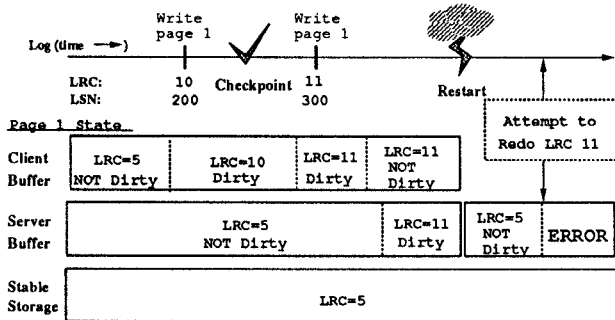 Write Write
page 1 page 1
Log (time → )
LRC: 10 Checkpoint 11
LSN: 200 300
Restart
Attempt to
Redo LRC 11
Page 1 State
Client
Buffer
LRC=5
NOT Dirty
LRC=10
Dirty
LRC=11
Dirty
LRC=11
NOT
Dirty
Server
Buffer
LRC=5
NOT Dirty
LRC=11
Dirty
LRC=5
NOT
Dirty
ERROR
Stable
Storage
LRC=5